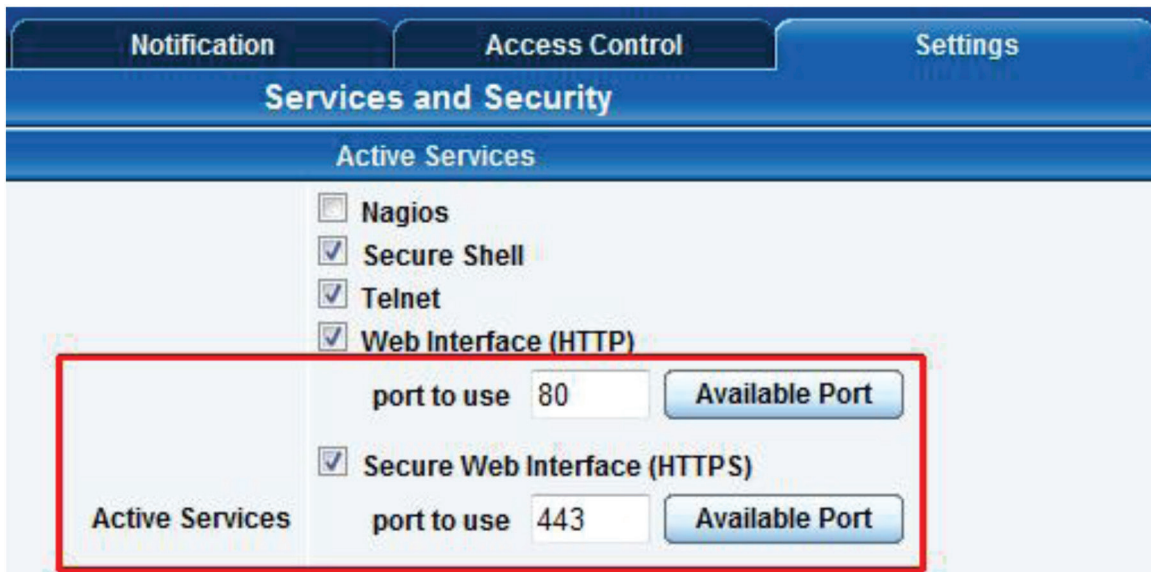 Notification Access Control Settings
Services and Security
Active Services
Nagios
Secure Shell
Telnet
Web Interface (HTTP)
port to use 80 Available Port
Secure Web Interface (HTTPS)
Active Services port to use 443 Available Port